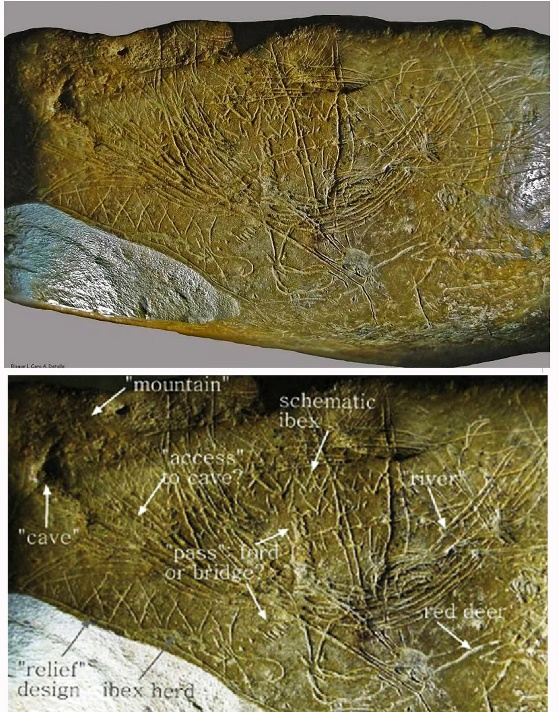 "mountain"
schematic
ibex
"access"
to cave?
"river"
"cave"
"pass": ford
or bridge?
red deer
"relief"
design
ibex herd